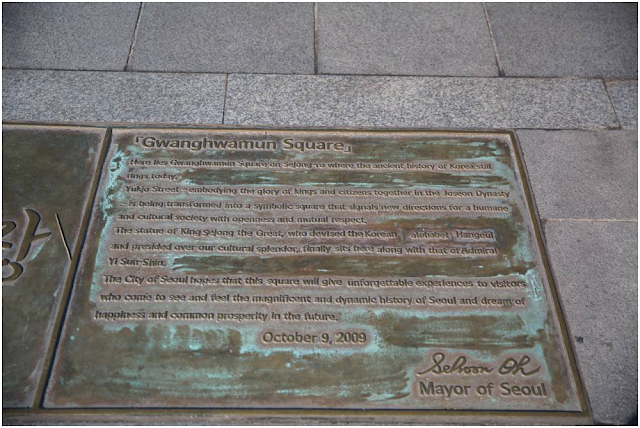 「Gwanghwamun Square」
Here lies Gwanghwamun Square on Sejong-ro where the ancient history of Korea still
rings today.
Yukjo Street - embodying the glory of kings and citizens together in the Joseon Dynasty
- is being transformed into a symbolic square that signals new directions for a humane
and cultural society with openness and mutual respect.
The statue of King Sejong the Great, who devised the Korean alphabet, Hangeul
and presided over our cultural splendor, finally sits here along with that of Admiral
Yi Sun-Shin.
The City of Seoul hopes that this square will give unforgettable experiences to visitors
who come to see and feel the magnificent and dynamic history of Seoul and dream of
happiness and common prosperity in the future.
October 9, 2009
Sehoon Oh
Mayor of Seoul